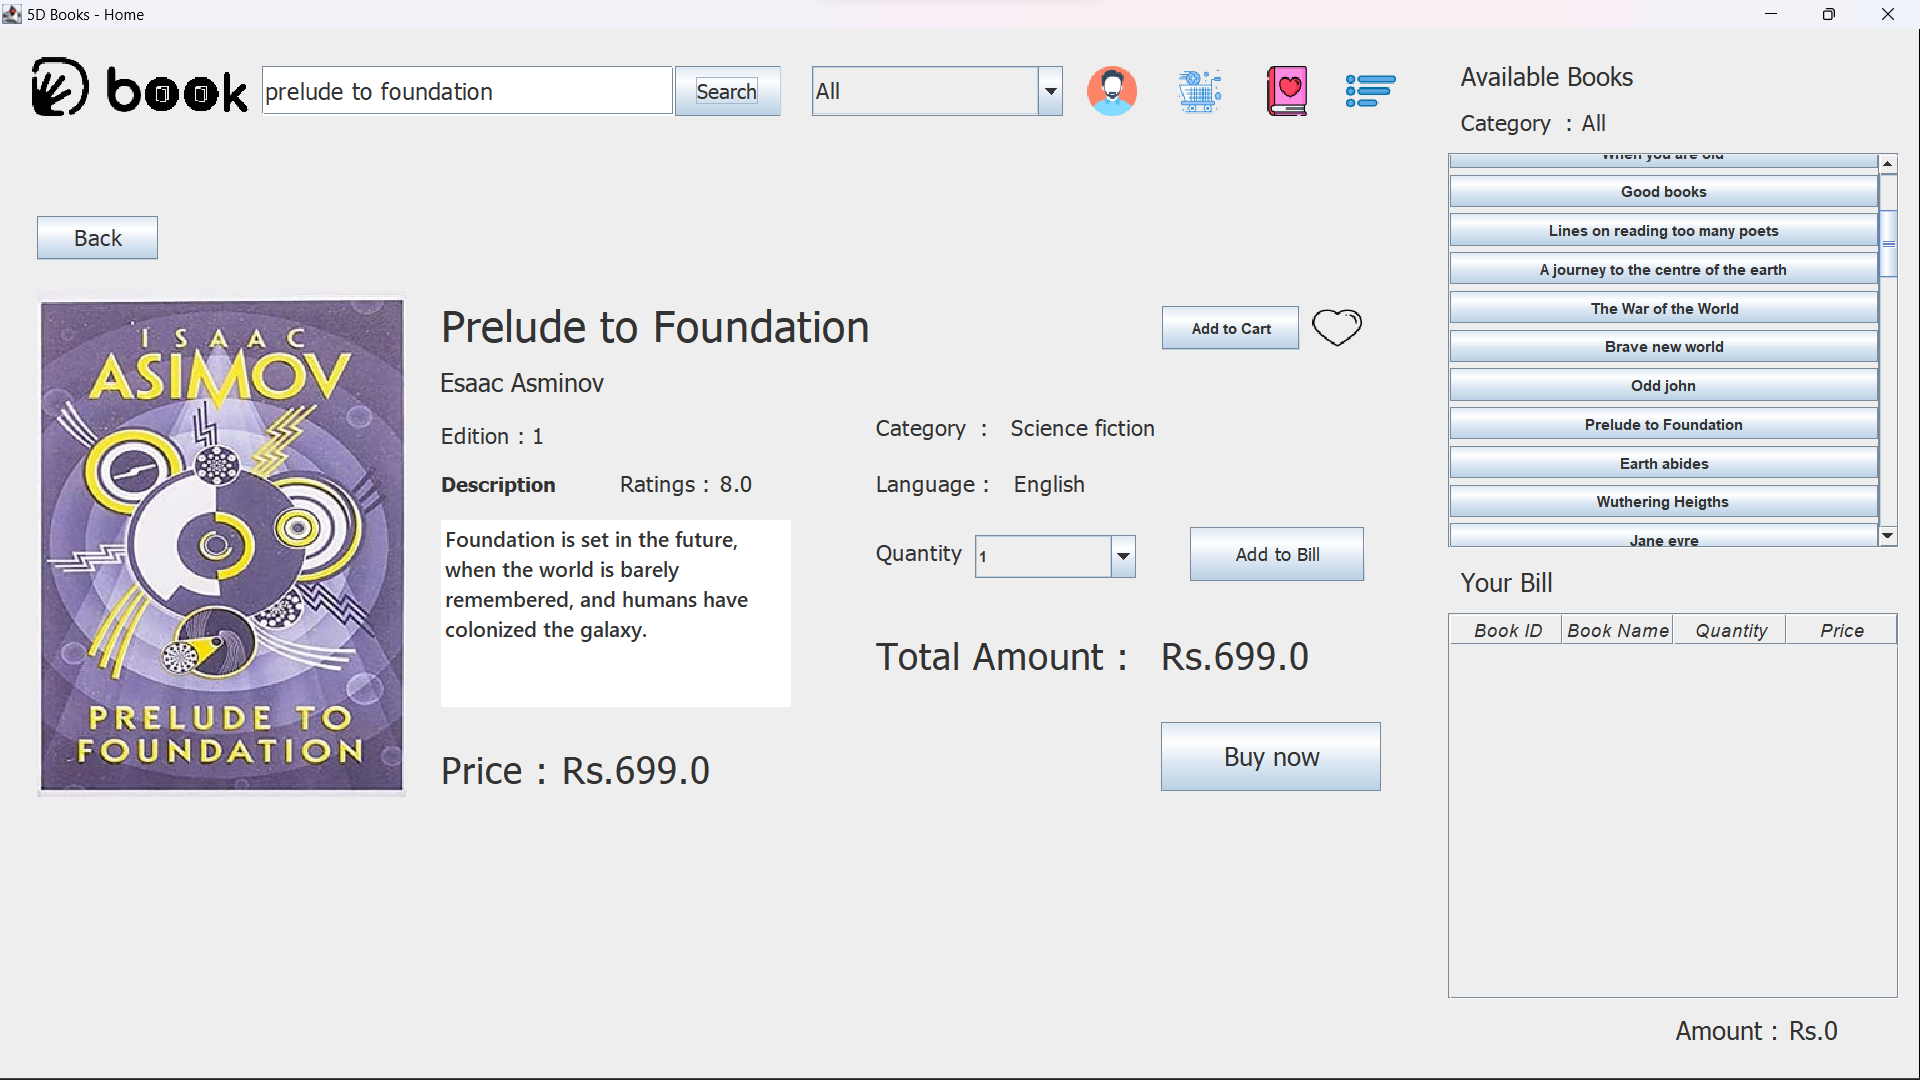 5D Books - Home
book
prelude to foundation
Search
All
Available Books
Category : All
When you are old
Good books
Lines on reading too many poets
A journey to the centre of the earth
The War of the World
Brave new world
Odd john
Prelude to Foundation
Earth abides
Wuthering Heigths
Jane eyre
Back
ISAAC
ASIMOV
PRELUDE TO
FOUNDATION
Prelude to Foundation
Add to Cart
Esaac Asminov
Edition : 1
Category : Science fiction
Description
Ratings : 8.0
Language : English
Foundation is set in the future,
when the world is barely
remembered, and humans have
colonized the galaxy.
Quantity 1
Add to Bill
Total Amount : Rs.699.0
Price : Rs.699.0
Buy now
Your Bill
Book ID Book Name Quantity Price
Amount : Rs.0